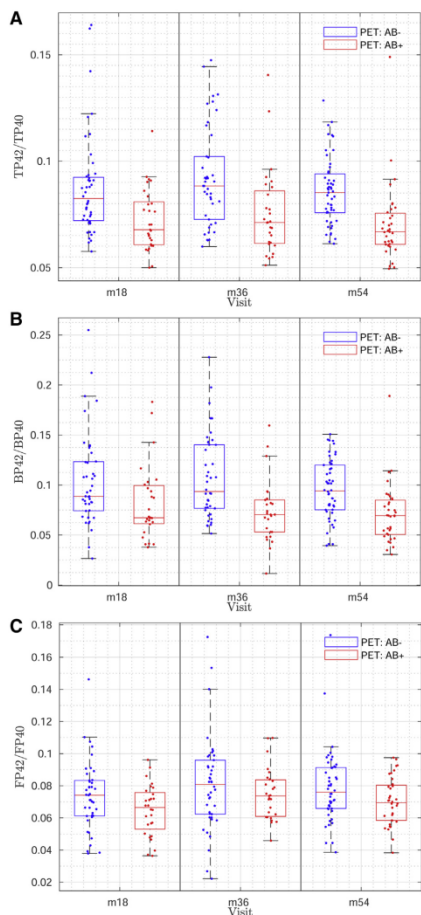 A
PET: AB-
PET: AB+
TP42/TP40
0.15
0.1
0.05
m18
m36
m54
Visit
B
PET: AB-
PET: AB+
BP42/BP40
0.25
0.2
0.15
0.1
0.05
0
m18
m36
m54
Visit
C
PET: AB-
PET: AB+
FP42/FP40
0.18
0.16
0.14
0.12
0.1
0.08
0.06
0.04
0.02
m18
m36
m54
Visit